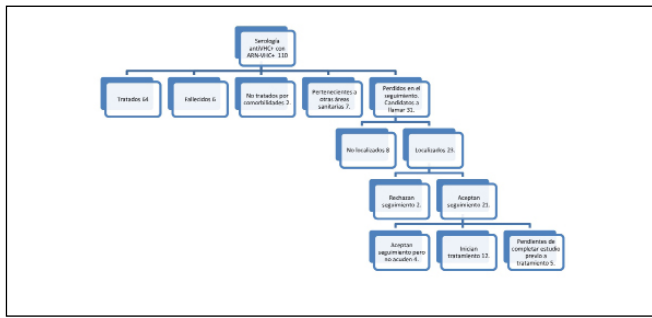 Serología
antiVHC+ con
ARN-VHC+ 110
Tratados 64
Fallecidos 6
No tratados por
comorbilidades 2.
Pertenecientes a
otras áreas
sanitarias 7.
Perdidos en el
seguimiento.
Candidatos a
llamar 31.
No localizados 8
Localizados 23.
Rechazan
seguimiento 2.
Aceptan
seguimiento 21.
Aceptan
seguimiento pero
no acuden 4.
Inician
tratamiento 12.
Pendientes de
completar estudio
previo a
tratamiento 5.